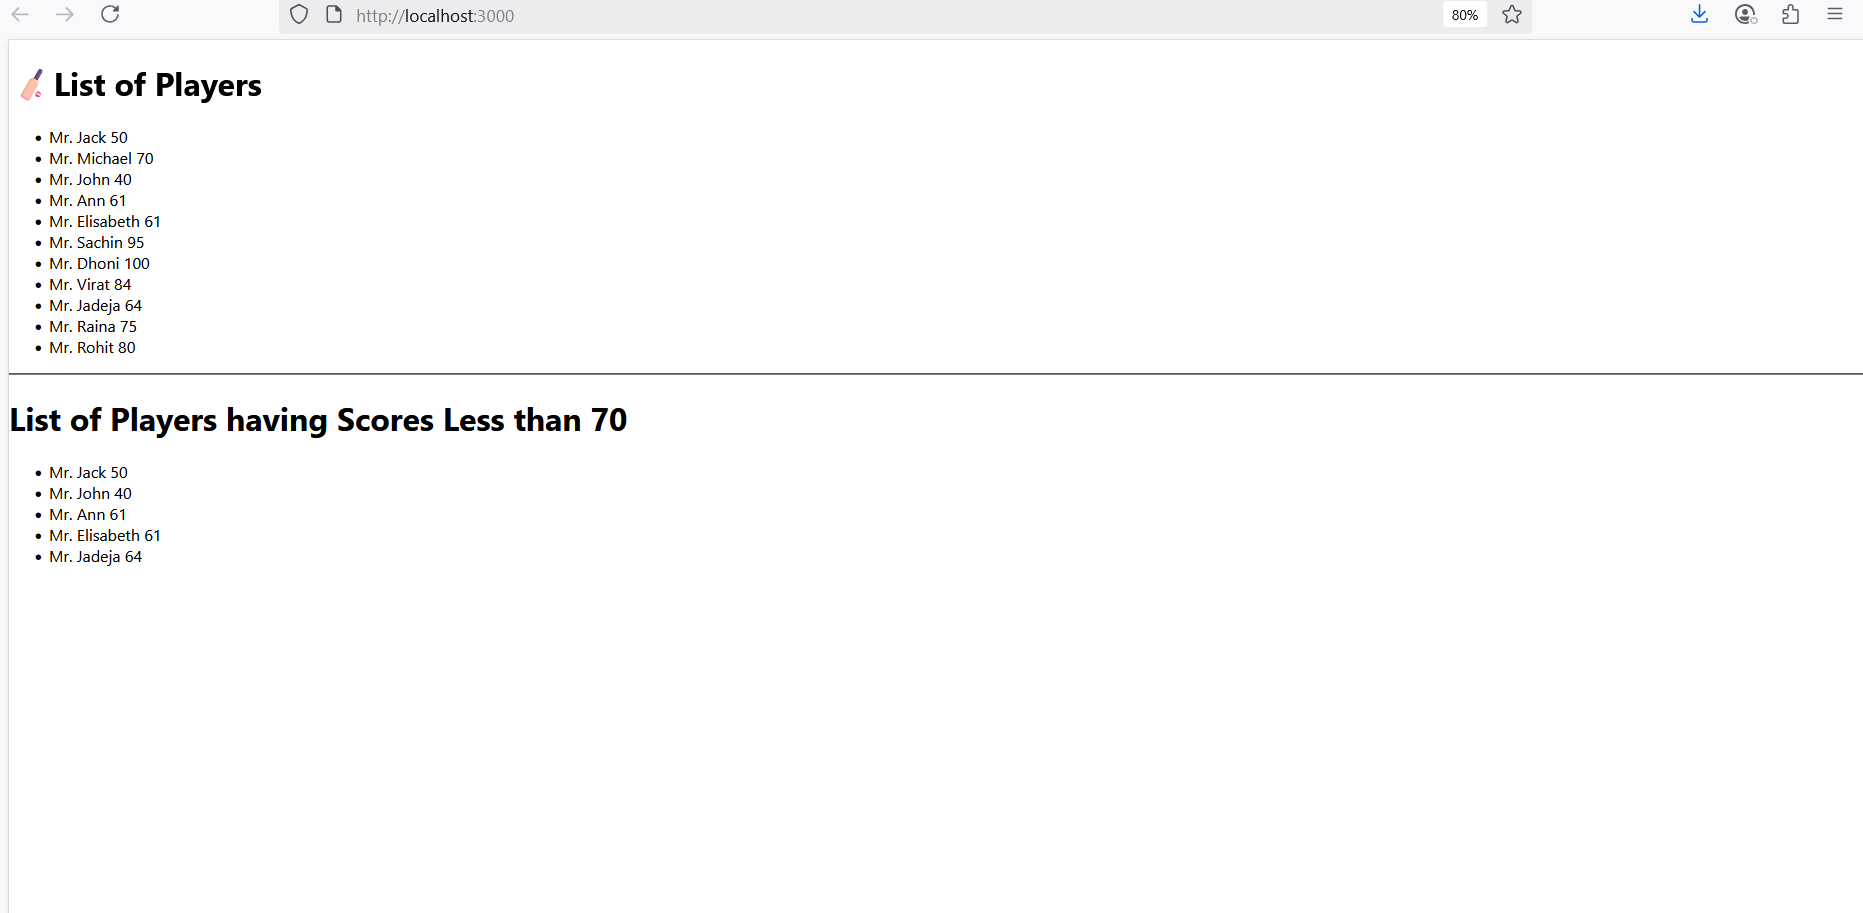 http://localhost:3000
80%
List of Players
Mr. Jack 50
Mr. Michael 70
Mr. John 40
Mr. Ann 61
Mr. Elisabeth 61
Mr. Sachin 95
Mr. Dhoni 100
Mr. Virat 84
Mr. Jadeja 64
Mr. Raina 75
Mr. Rohit 80
List of Players having Scores Less than 70
Mr. Jack 50
Mr. John 40
Mr. Ann 61
Mr. Elisabeth 61
Mr. Jadeja 64